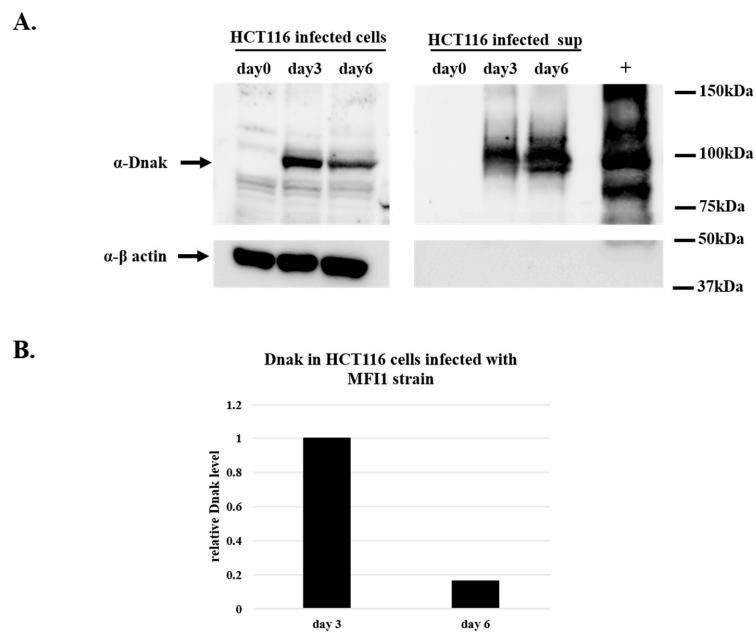 A.
HCT116 infected cells
HCT116 infected sup
day0 day3 day6
day0 day3 day6 +
150kDa
α-Dnak
100kDa
75kDa
50kDa
α-β actin
37kDa
B.
Dnak in HCT116 cells infected with
MFI1 strain
relative Dnak level
1.2
1
0.8
0.6
0.4
0.2
0
day 3
day 6